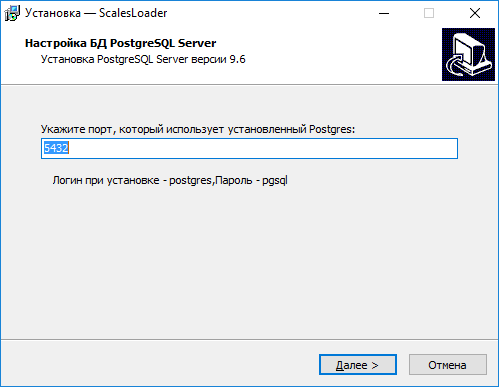 Установка — ScalesLoader
Настройка БД PostgreSQL Server
Установка PostgreSQL Server версии 9.6
Укажите порт, который использует установленный Postgres:
5432
Логин при установке - postgres,Пароль - pgsql
Далее >
Отмена